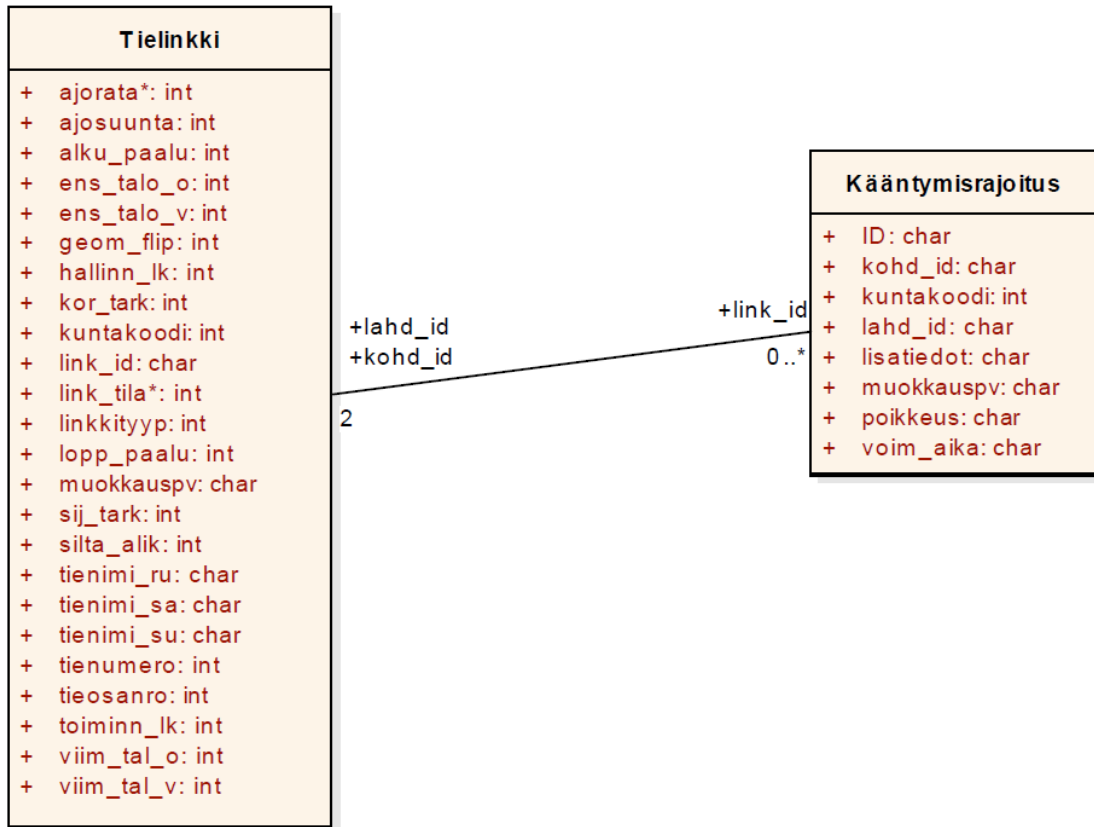 Tielinkki
+ ajorata*: int
+ ajosuunta: int
+ alku_paalu: int
+ ens_talo_o: int
+ ens_talo_v: int
+ geom_flip: int
+ hallinn_lk: int
+ kor_tark: int
+ kuntakoodi: int
+ link_id: char
+ link_tila*: int
+ linkkityyp: int
+ lopp_paalu: int
+ muokkauspv: char
+ sij_tark: int
+ silta_alik: int
+ tienimi_ru: char
+ tienimi_sa: char
+ tienimi_su: char
+ tienumero: int
+ tieosanro: int
+ toiminn_lk: int
+ viim_tal_o: int
+ viim_tal_v: int
+lahd_id
+kohd_id
2
+link_id
0..*
Kääntymisrajoitus
+ ID: char
+ kohd_id: char
+ kuntakoodi: int
+ lahd_id: char
+ lisatiedot: char
+ muokkauspv: char
+ poikkeus: char
+ voim_aika: char